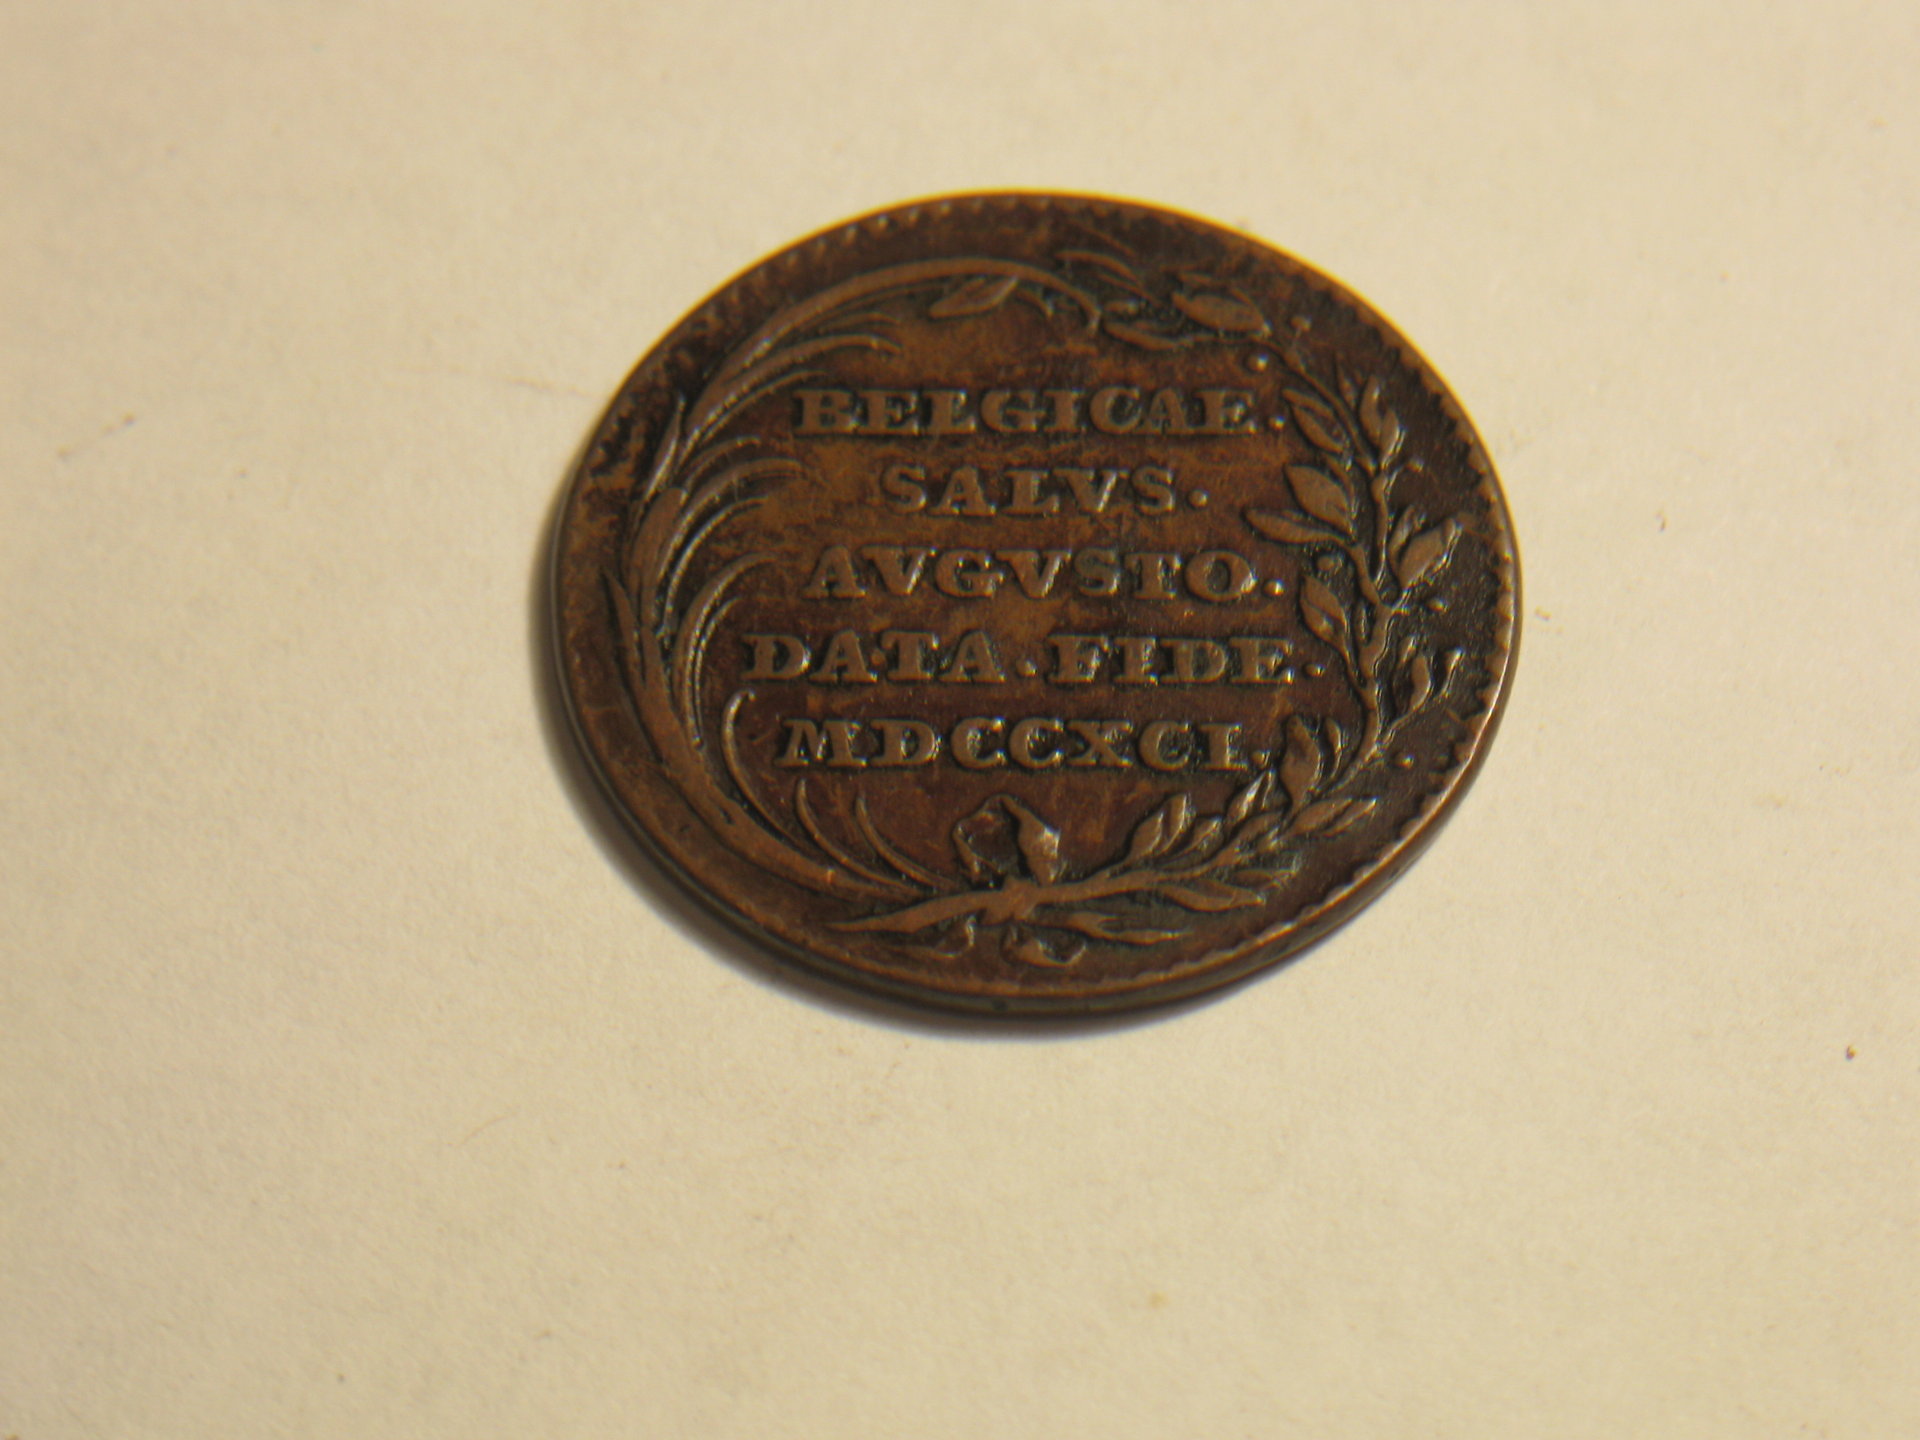 BELGICAE.
SALVS.
AVGVSTO.
DATA.FIDE.
MDCCXCI.